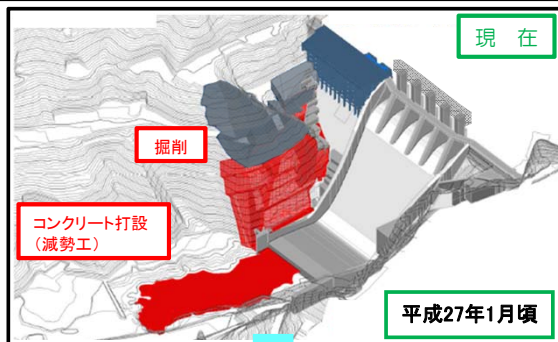 現　在
掘削
コンクリート打設
（減勢工）
平成27年1月頃